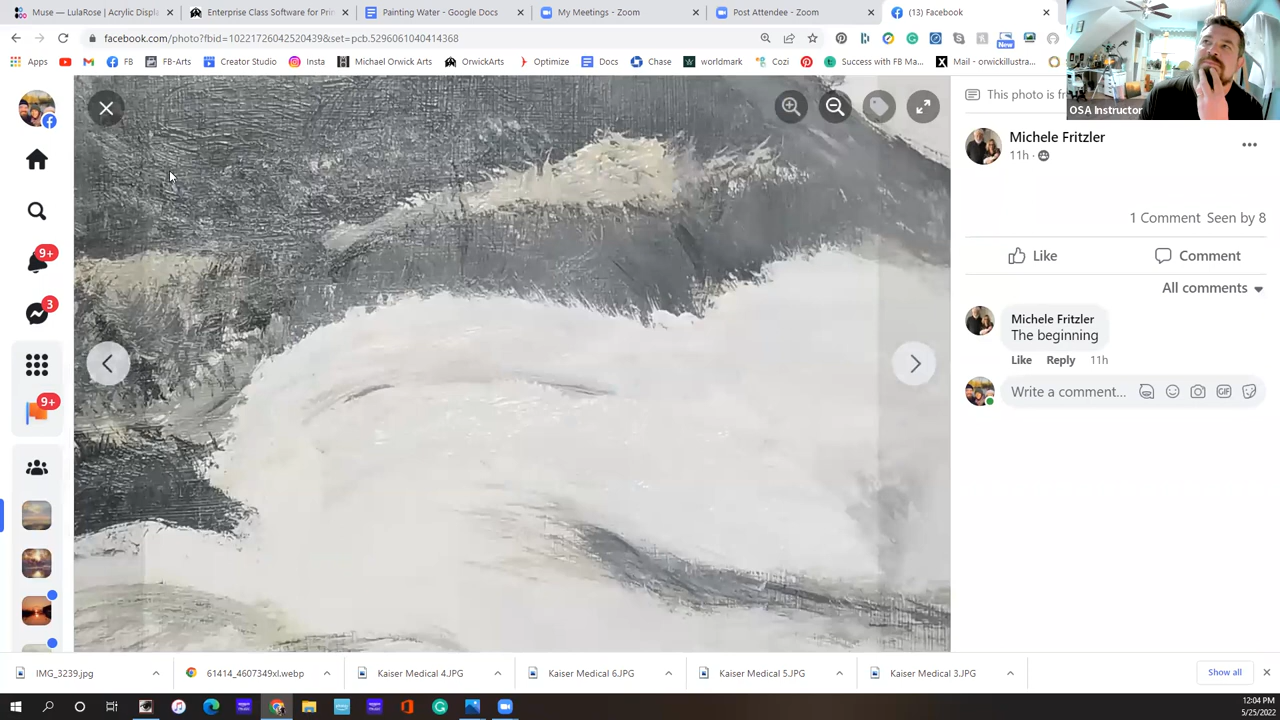 Muse — LulaRose | Acrylic Displa
Enterprise Class Software for Prin
Painting Water - Google Docs
My Meetings - Zoom
Post Attendee - Zoom
(13) Facebook
facebook.com/photo?fbid=10221726042520439&set=pcb.5296061040414368
New
Apps
FB
FB-Arts
Creator Studio
Insta
Michael Orwick Arts
OrwickArts
Optimize
Docs
Chase
worldmark
Cozi
Success with FB Ma...
Mail - orwickillustra...
OSA Instructor
This photo is fr
Michele Fritzler
11h
1 Comment Seen by 8
Like
Comment
All comments
Michele Fritzler
The beginning
Like Reply 11h
Write a comment...
GIF
9+
3
9+
IMG_3239.jpg
61414_4607349xl.webp
Kaiser Medical 4.JPG
Kaiser Medical 6.JPG
Kaiser Medical 5.JPG
Kaiser Medical 3.JPG
Show all
12:04 PM
5/25/2022